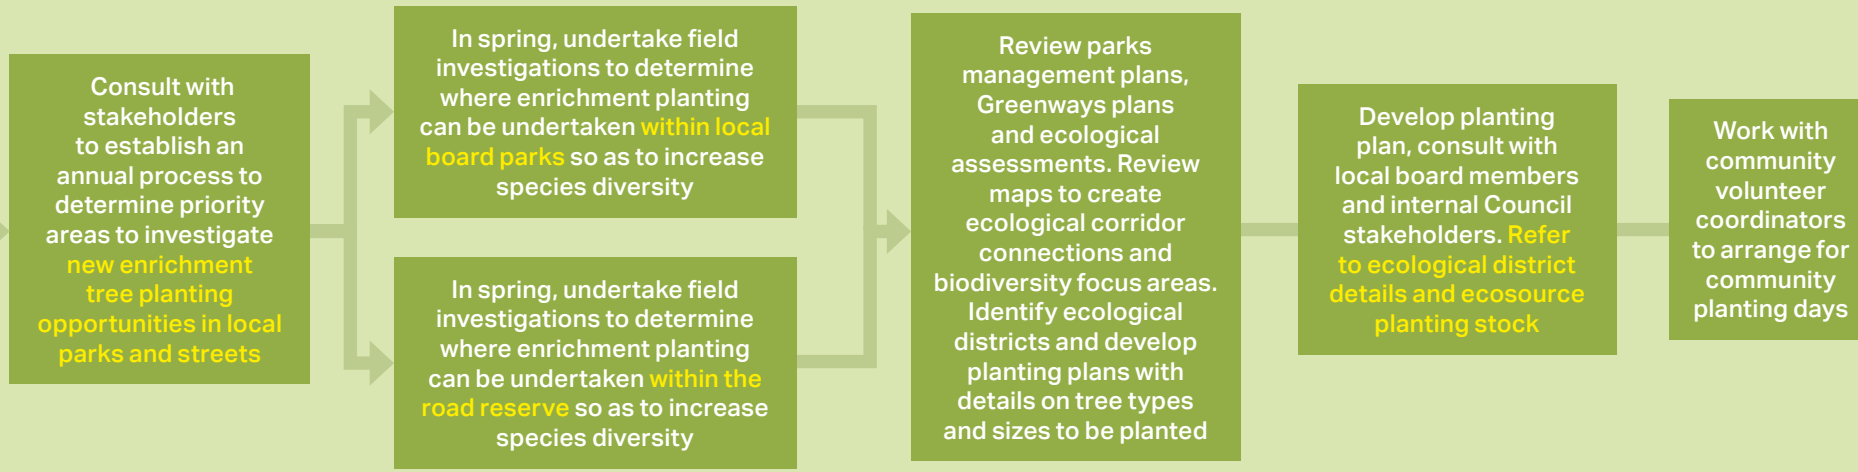 Consult with
stakeholders
to establish an
annual process to
determine priority
areas to investigate
new enrichment
tree planting
opportunities in local
parks and streets
In spring, undertake field
investigations to determine
where enrichment planting
can be undertaken within local
board parks so as to increase
species diversity
In spring, undertake field
investigations to determine
where enrichment planting
can be undertaken within the
road reserve so as to increase
species diversity
Review parks
management plans,
Greenways plans
and ecological
assessments. Review
maps to create
ecological corridor
connections and
biodiversity focus areas.
Identify ecological
districts and develop
planting plans with
details on tree types
and sizes to be planted
Develop planting
plan, consult with
local board members
and internal Council
stakeholders. Refer
to ecological district
details and ecosource
planting stock
Work with
community
volunteer
coordinators
to arrange for
community
planting days